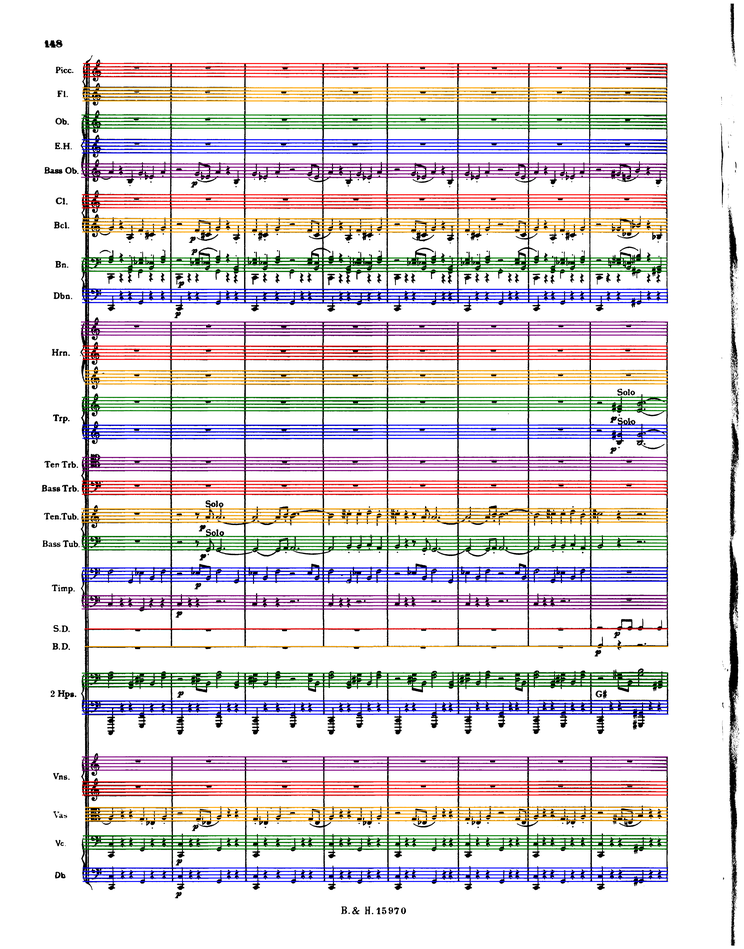 148
Picc.
Fl.
Ob.
E.H.
Bass Ob.
Cl.
Bcl.
p
Bn.
p
p
Dbn.
p
Hrn.
Solo
Trp.
p
Solo
p
Ten Trb.
Bass Trb.
Solo
Ten.Tub.
p
Solo
Bass Tub.
p
Timp.
p
p
S.D.
p
B.D.
p
2 Hps.
p
G#
Vns.
Vas
p
Vc.
p
Db.
p
B. & H. 15970